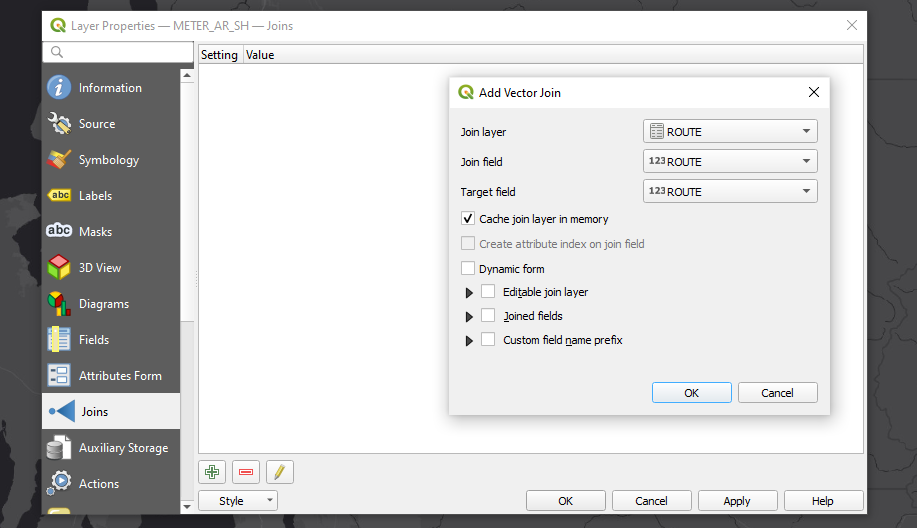 Layer Properties — METER_AR_SH — Joins
Setting Value
Information
Source
Symbology
abc Labels
abc Masks
3D View
Diagrams
Fields
Attributes Form
Joins
Auxiliary Storage
Actions
Add Vector Join
Join layer ROUTE
Join field 123 ROUTE
Target field 123 ROUTE
Cache join layer in memory
Create attribute index on join field
Dynamic form
Editable join layer
Joined fields
Custom field name prefix
OK Cancel
Style OK Cancel Apply Help